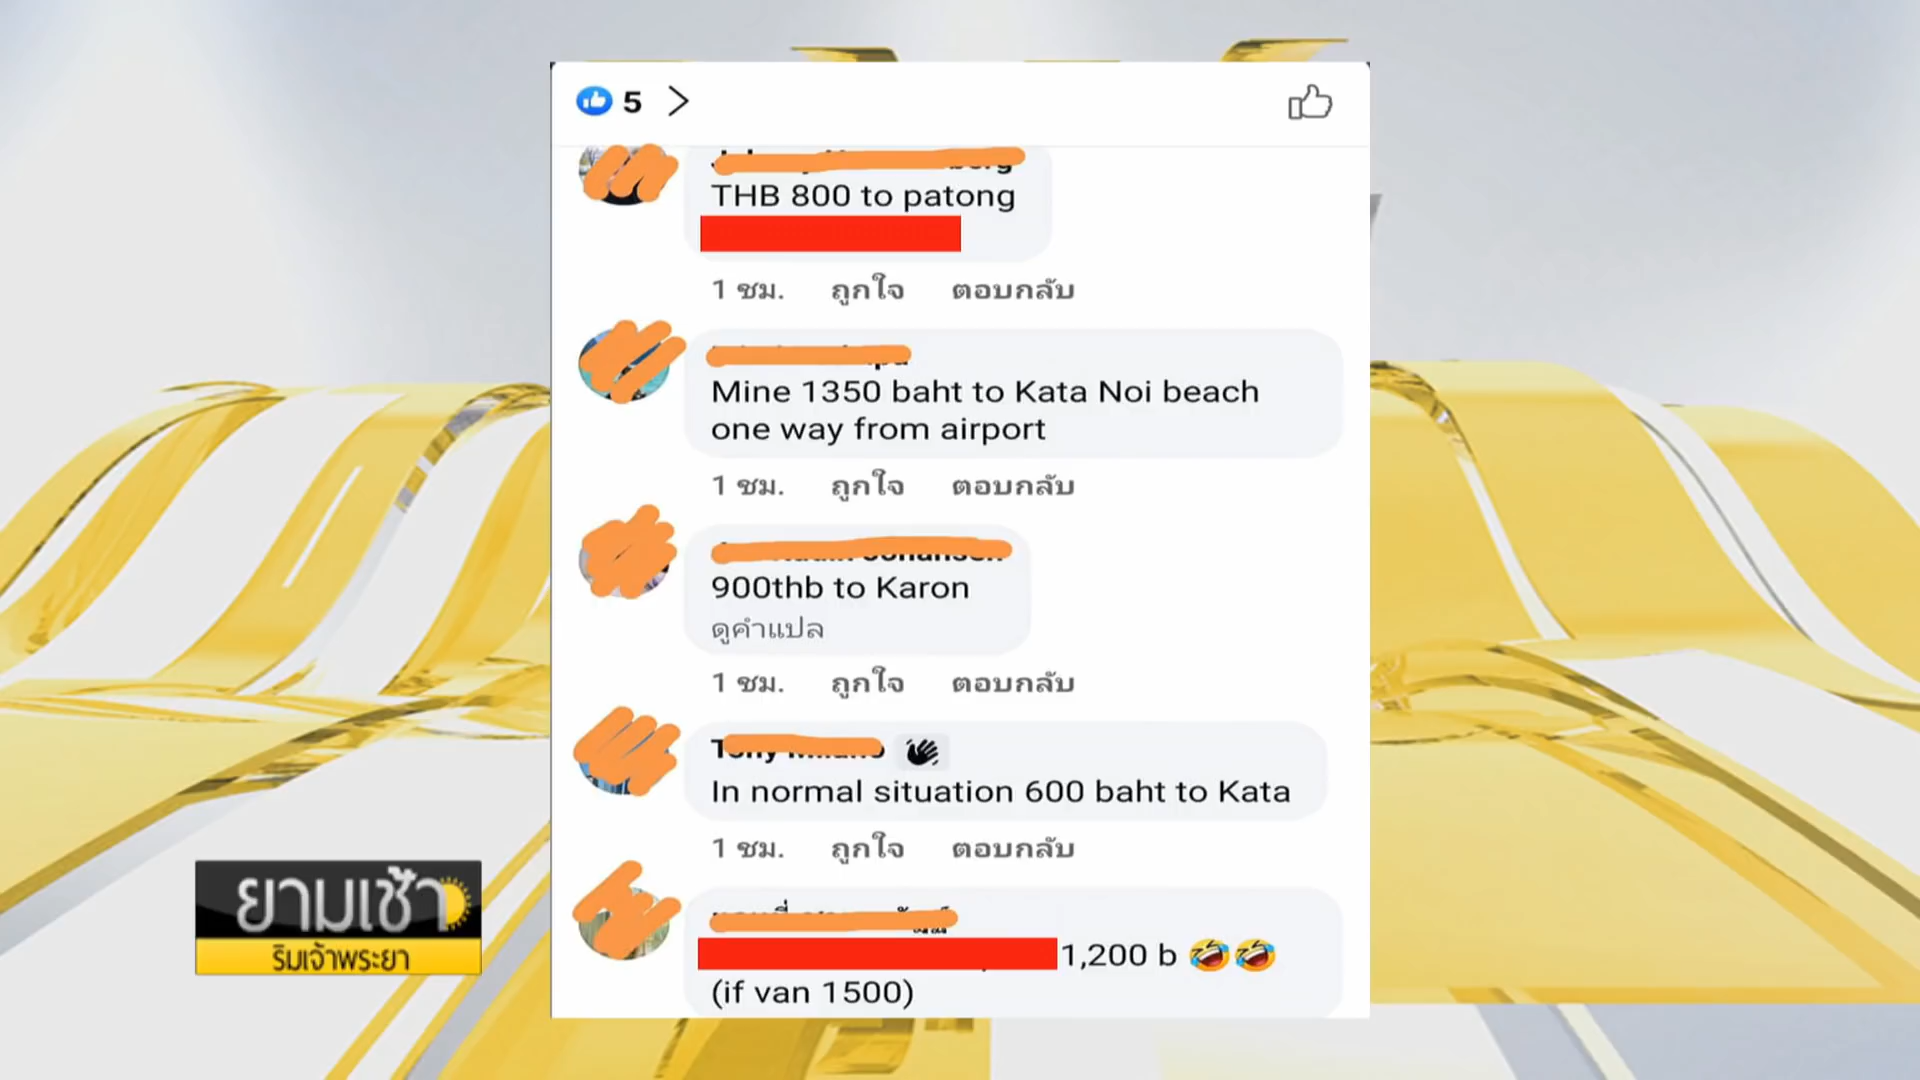 5
THB 800 to patong
1 ชม. ถูกใจ ตอบกลับ
Mine 1350 baht to Kata Noi beach
one way from airport
1 ชม. ถูกใจ ตอบกลับ
900thb to Karon
ดูคำแปล
1 ชม. ถูกใจ ตอบกลับ
In normal situation 600 baht to Kata
1 ชม. ถูกใจ ตอบกลับ
1,200 b 🤣🤣
(if van 1500)
ยามเช้า
ริมเจ้าพระยา